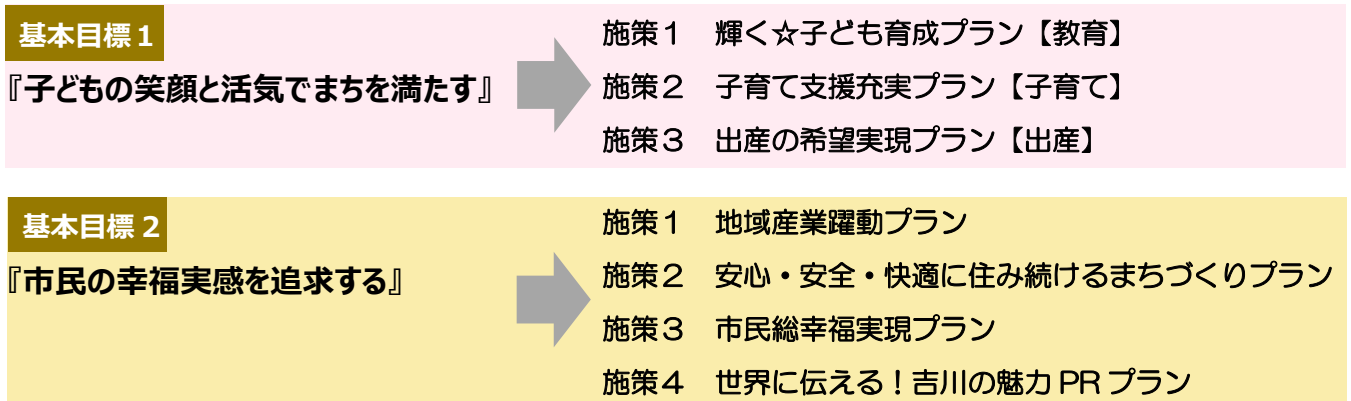 基本目標１
『子どもの笑顔と活気でまちを満たす』
施策１　輝く☆子ども育成プラン【教育】
施策２　子育て支援充実プラン【子育て】
施策３　出産の希望実現プラン【出産】
基本目標２
『市民の幸福実感を追求する』
施策１　地域産業躍動プラン
施策２　安心・安全・快適に住み続けるまちづくりプラン
施策３　市民総幸福実現プラン
施策４　世界に伝える！吉川の魅力 PR プラン